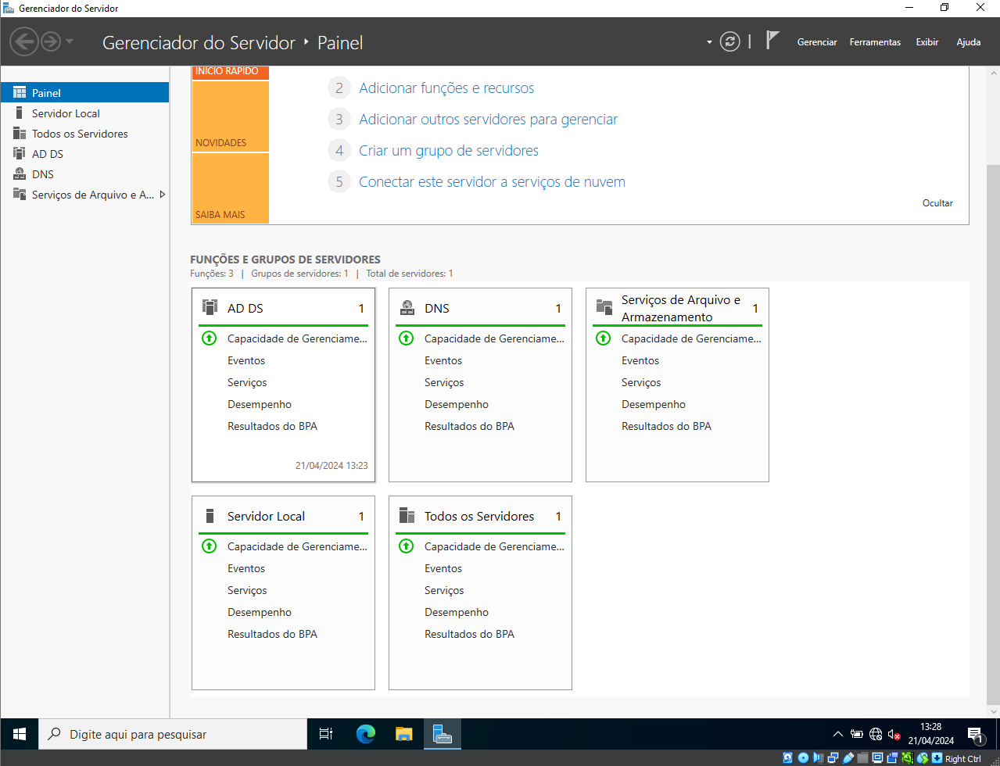 Gerenciador do Servidor
Gerenciador do Servidor ‣ Painel
Gerenciar Ferramentas Exibir Ajuda
Painel
Servidor Local
Todos os Servidores
AD DS
DNS
Serviços de Arquivo e A...
INÍCIO RÁPIDO
NOVIDADES
SAIBA MAIS
2 Adicionar funções e recursos
3 Adicionar outros servidores para gerenciar
4 Criar um grupo de servidores
5 Conectar este servidor a serviços de nuvem
Ocultar
FUNÇÕES E GRUPOS DE SERVIDORES
Funções: 3 | Grupos de servidores: 1 | Total de servidores: 1
AD DS 1
Capacidade de Gerenciame...
Eventos
Serviços
Desempenho
Resultados do BPA
21/04/2024 13:23
DNS 1
Capacidade de Gerenciame...
Eventos
Serviços
Desempenho
Resultados do BPA
Serviços de Arquivo e
Armazenamento 1
Capacidade de Gerenciame...
Eventos
Serviços
Desempenho
Resultados do BPA
Servidor Local 1
Capacidade de Gerenciame...
Eventos
Serviços
Desempenho
Resultados do BPA
Todos os Servidores 1
Capacidade de Gerenciame...
Eventos
Serviços
Desempenho
Resultados do BPA
Digite aqui para pesquisar
13:28
21/04/2024
1
Right Ctrl